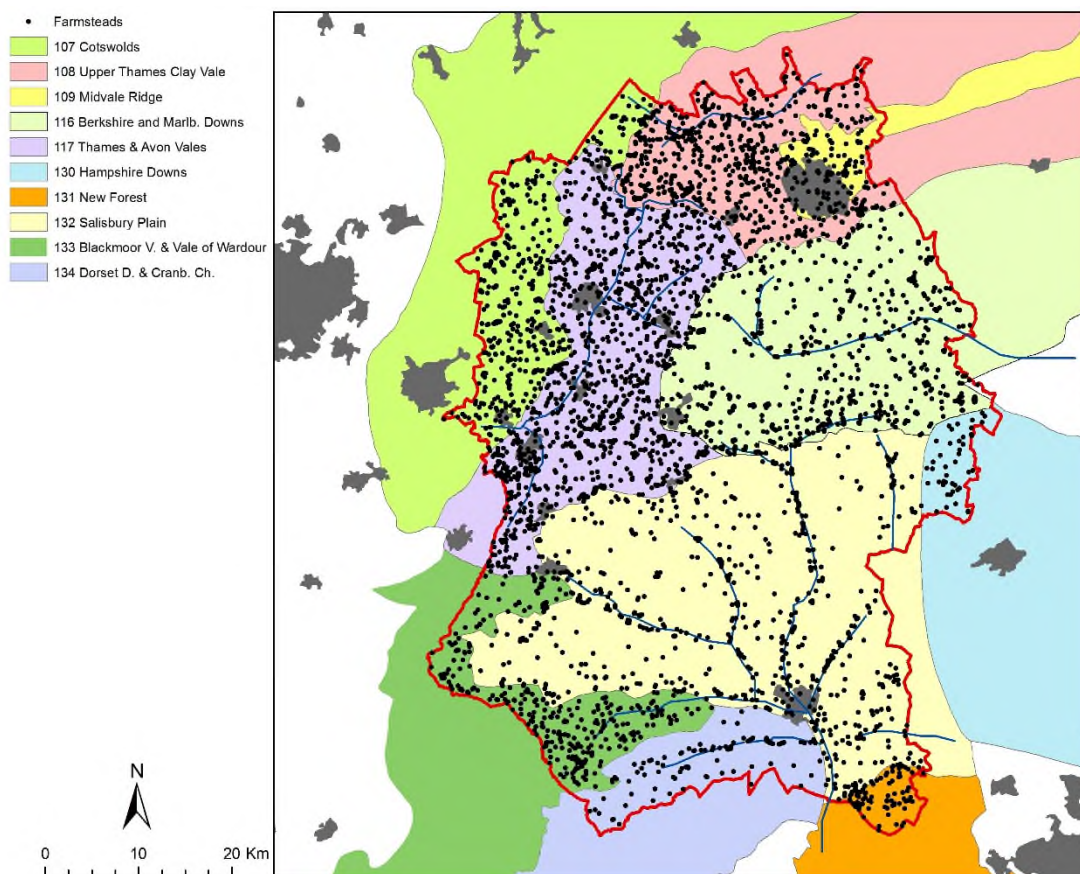 Farmsteads
107 Cotswolds
108 Upper Thames Clay Vale
109 Midvale Ridge
116 Berkshire and Marlb. Downs
117 Thames & Avon Vales
130 Hampshire Downs
131 New Forest
132 Salisbury Plain
133 Blackmoor V. & Vale of Wardour
134 Dorset D. & Cranb. Ch.
N
0 10 20 Km